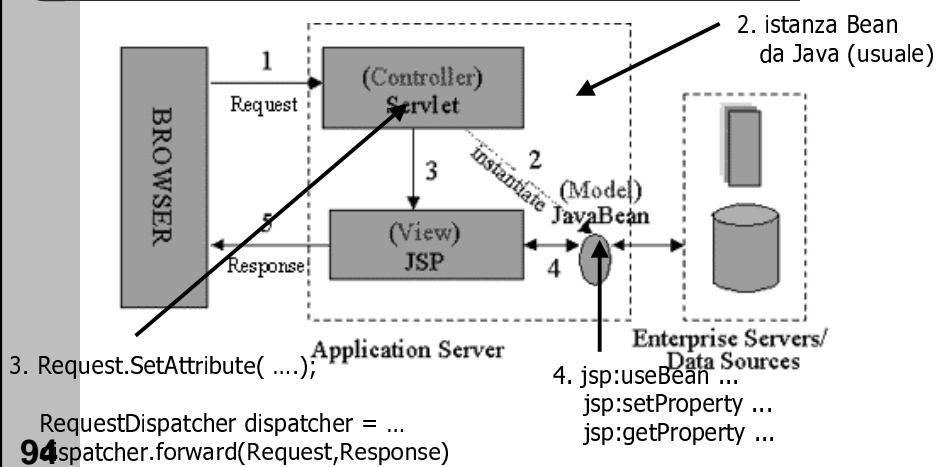 2. istanza Bean
da Java (usuale)
1
Request
(Controller)
Servlet
BROWSER
2
instantiate
3
(Model)
JavaBean
(View)
JSP
5
Response
4
Application Server
Enterprise Servers/
Data Sources
3. Request.SetAttribute( ....);
RequestDispatcher dispatcher = ...
dispatcher.forward(Request,Response)
4. jsp:useBean ...
jsp:setProperty ...
jsp:getProperty ...
94